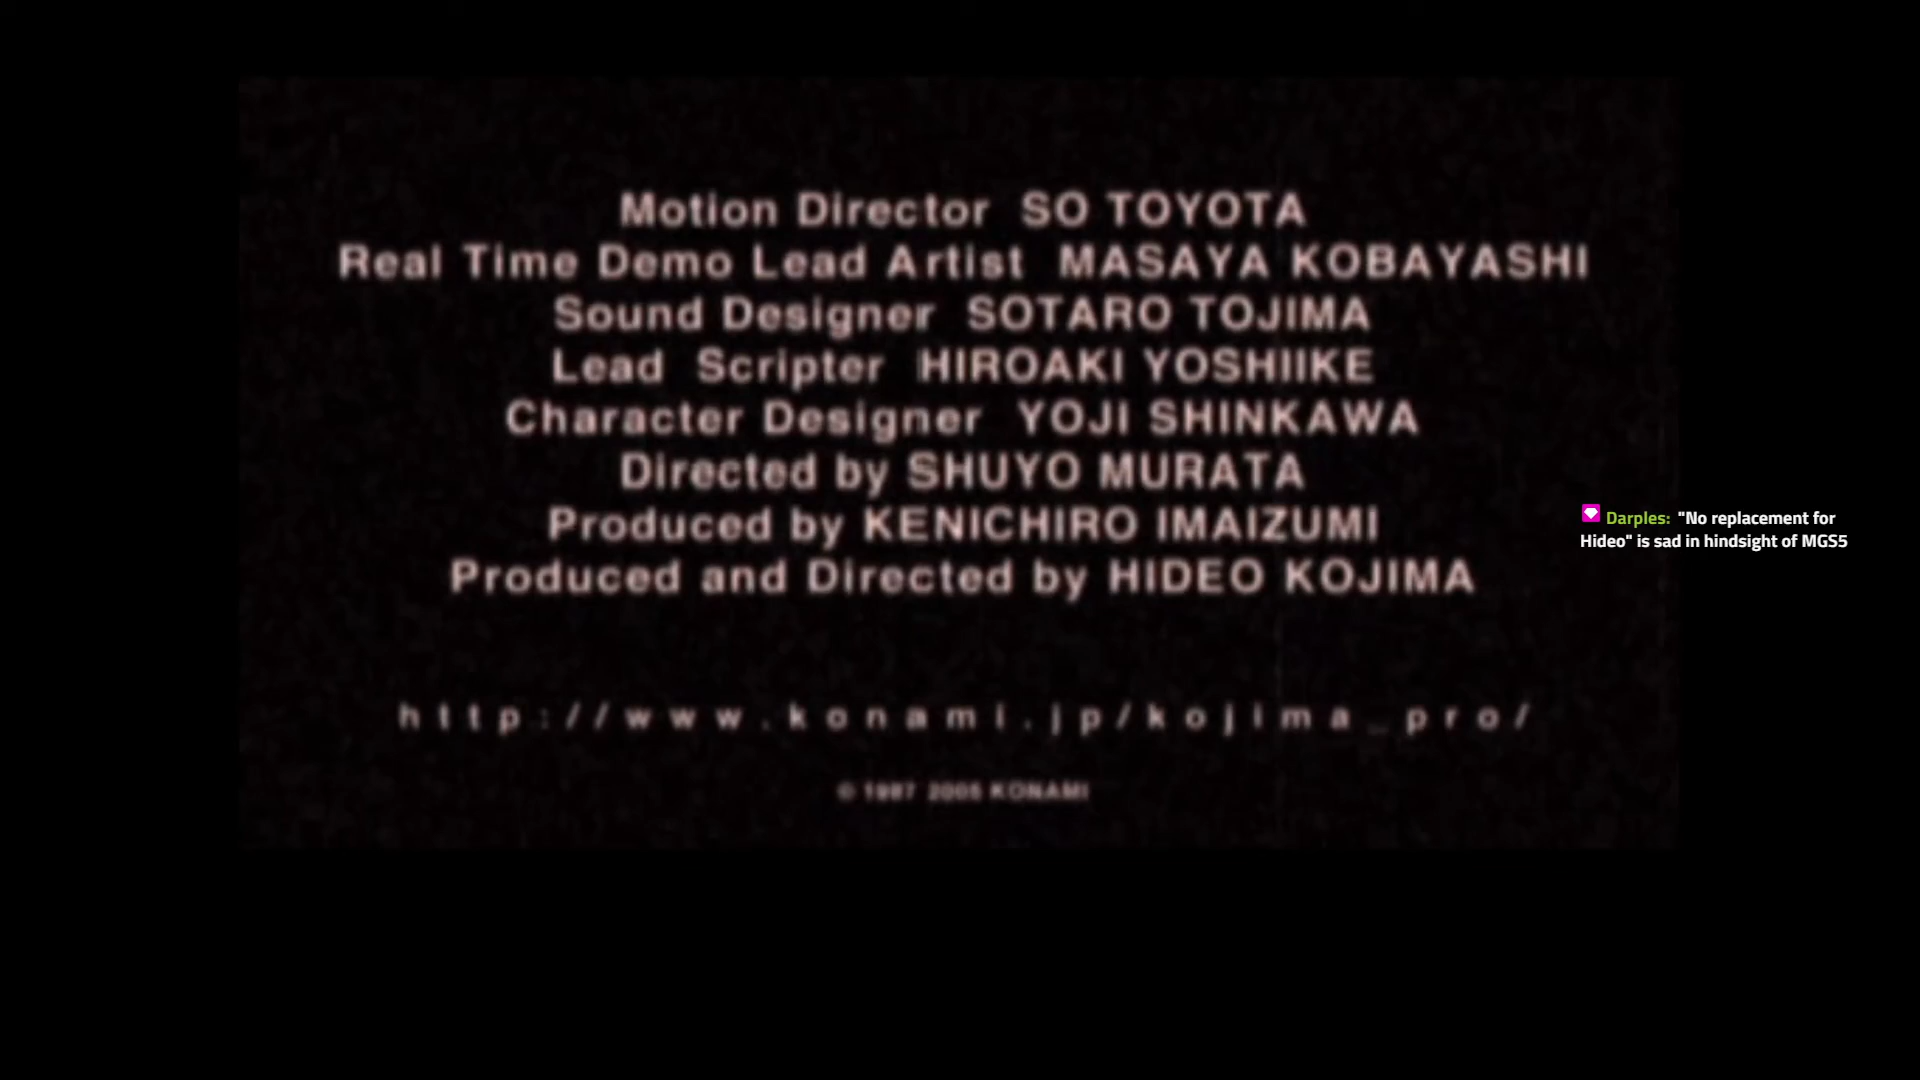 Motion Director SO TOYOTA
Real Time Demo Lead Artist MASAYA KOBAYASHI
Sound Designer SOTARO TOJIMA
Lead Scripter HIROAKI YOSHIIKE
Character Designer YOJI SHINKAWA
Directed by SHUYO MURATA
Produced by KENICHIRO IMAIZUMI
Produced and Directed by HIDEO KOJIMA
http://www.konami.jp/kojima_pro/
© 1987 2005 KONAMI
Darples: "No replacement for
Hideo" is sad in hindsight of MGS5